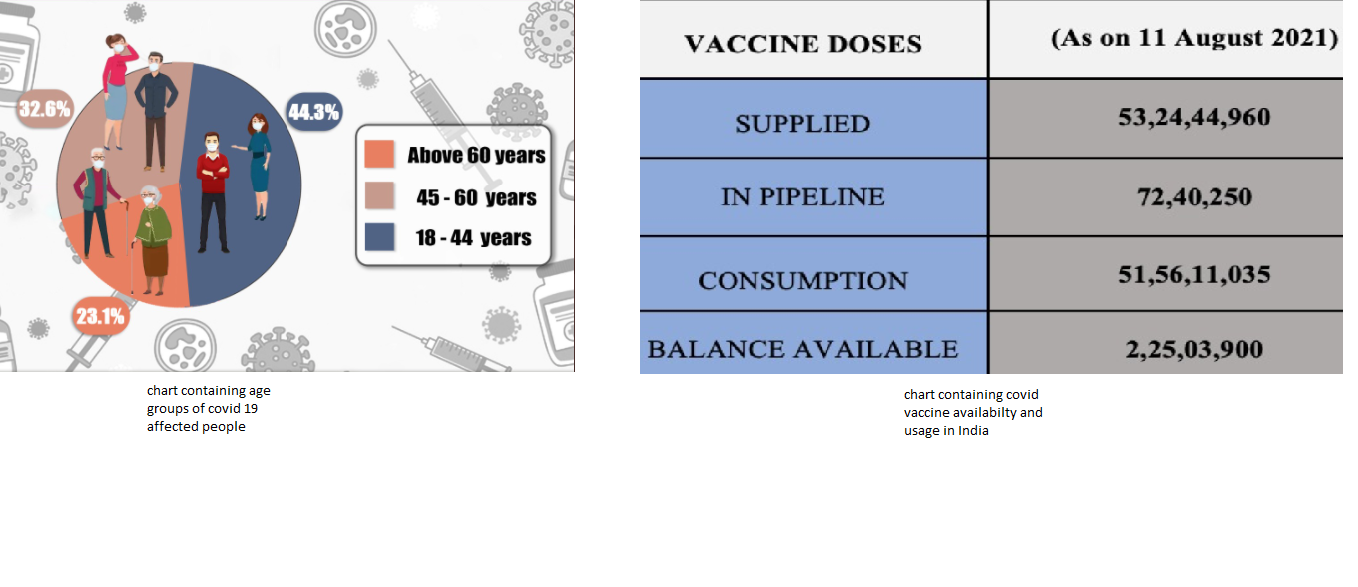 32.6%
44.3%
Above 60 years
45 - 60 years
18 - 44 years
23.1%
chart containing age
groups of covid 19
affected people
VACCINE DOSES (As on 11 August 2021)
SUPPLIED 53,24,44,960
IN PIPELINE 72,40,250
CONSUMPTION 51,56,11,035
BALANCE AVAILABLE 2,25,03,900
chart containing covid
vaccine availabilty and
usage in India